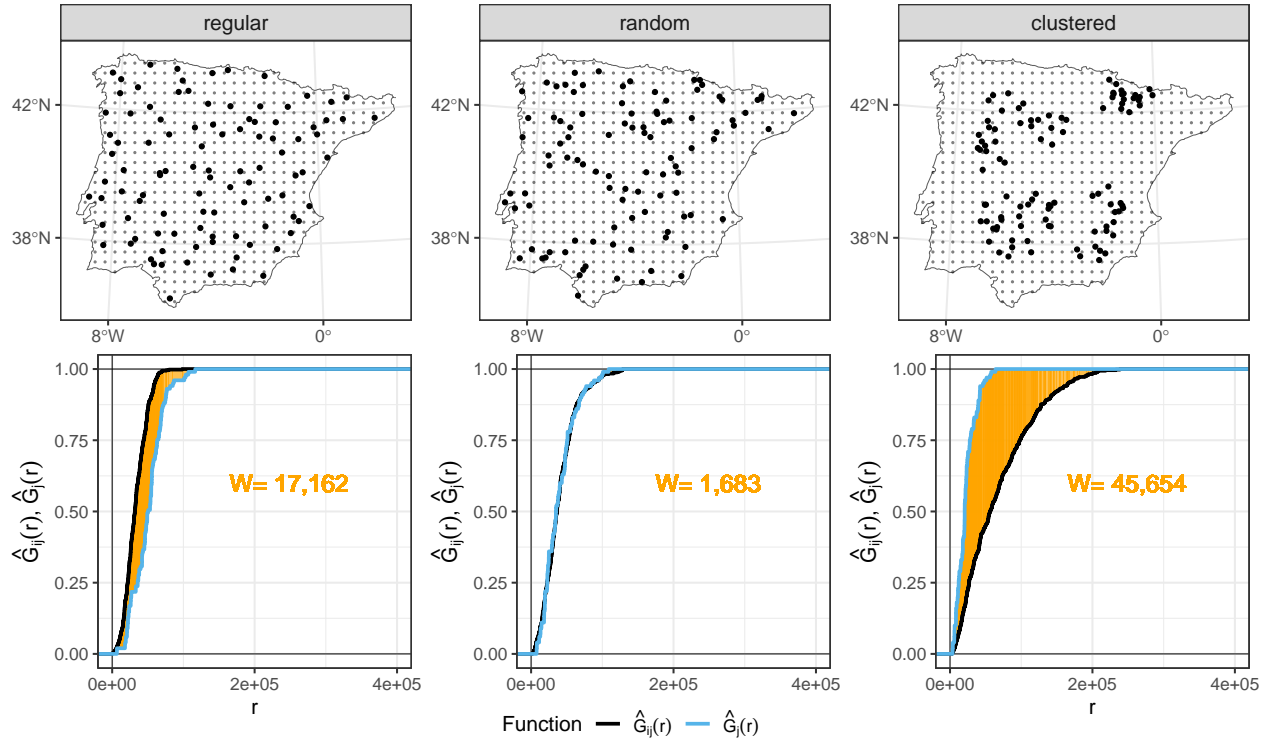 regular random clustered
42°N 42°N 42°N
38°N 38°N 38°N
8°W 0° 8°W 0° 8°W 0°
1.00 1.00 1.00
0.75 0.75 0.75
W= 17,162 W= 1,683 W= 45,654
0.50 0.50 0.50
0.25 0.25 0.25
0.00 0.00 0.00
Ĝij(r), Ĝj(r) Ĝij(r), Ĝj(r) Ĝij(r), Ĝj(r)
0e+00 2e+05 4e+05 0e+00 2e+05 4e+05 0e+00 2e+05 4e+05
r r r
Function Ĝij(r) Ĝj(r)